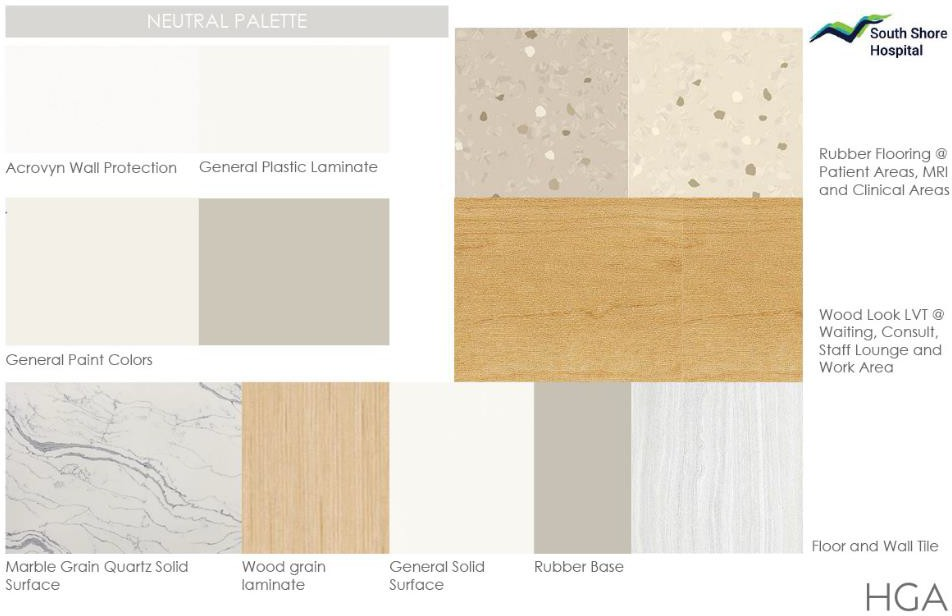 NEUTRAL PALETTE
South Shore
Hospital
Acrovyn Wall Protection
General Plastic Laminate
Rubber Flooring @
Patient Areas, MRI
and Clinical Areas
General Paint Colors
Wood Look LVT @
Waiting, Consult,
Staff Lounge and
Work Area
Floor and Wall Tile
Marble Grain Quartz Solid
Surface
Wood grain
laminate
General Solid
Surface
Rubber Base
HGA